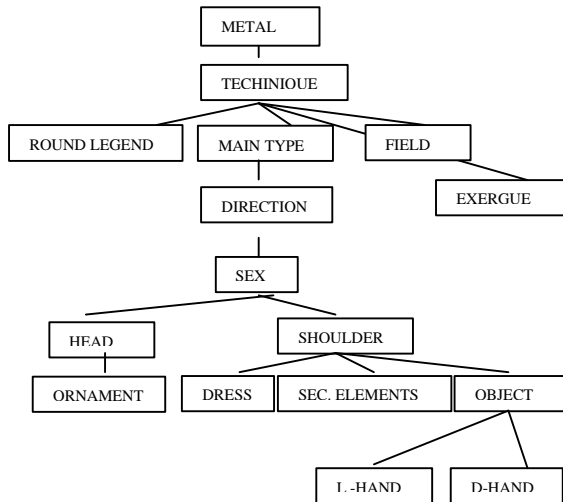 METAL
TECHINIOUE
ROUND LEGEND
MAIN TYPE
FIELD
EXERGUE
DIRECTION
SEX
HEAD
SHOULDER
ORNAMENT
DRESS
SEC. ELEMENTS
OBJECT
L-HAND
D-HAND